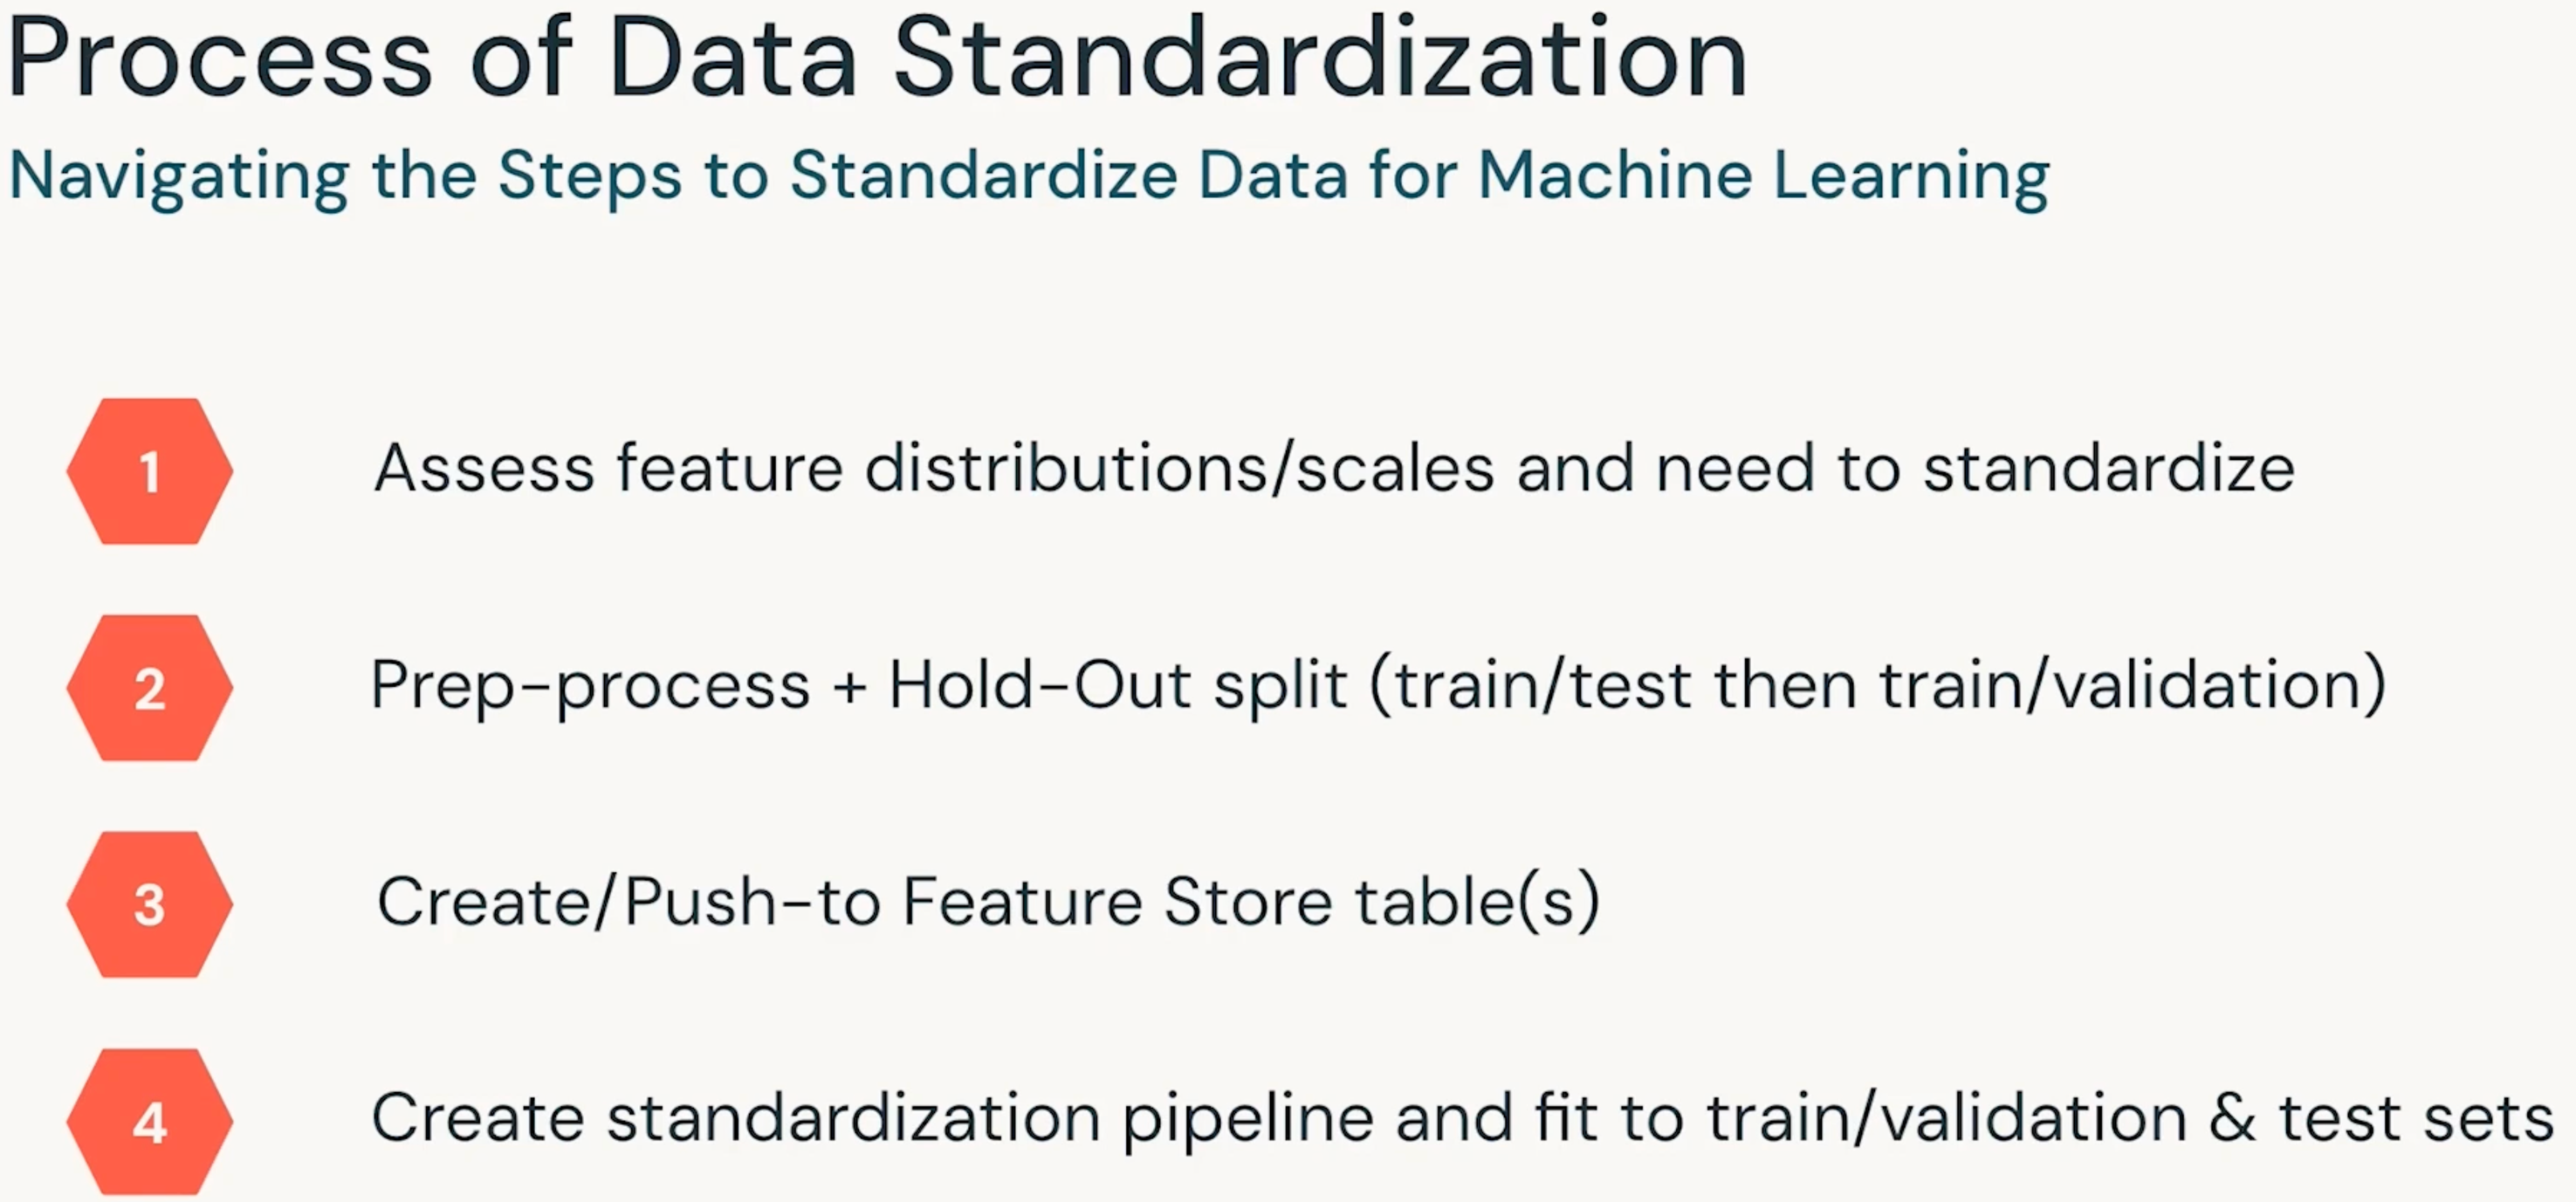 Process of Data Standardization
Navigating the Steps to Standardize Data for Machine Learning
1 Assess feature distributions/scales and need to standardize
2 Prep-process + Hold-Out split (train/test then train/validation)
3 Create/Push-to Feature Store table(s)
4 Create standardization pipeline and fit to train/validation & test sets